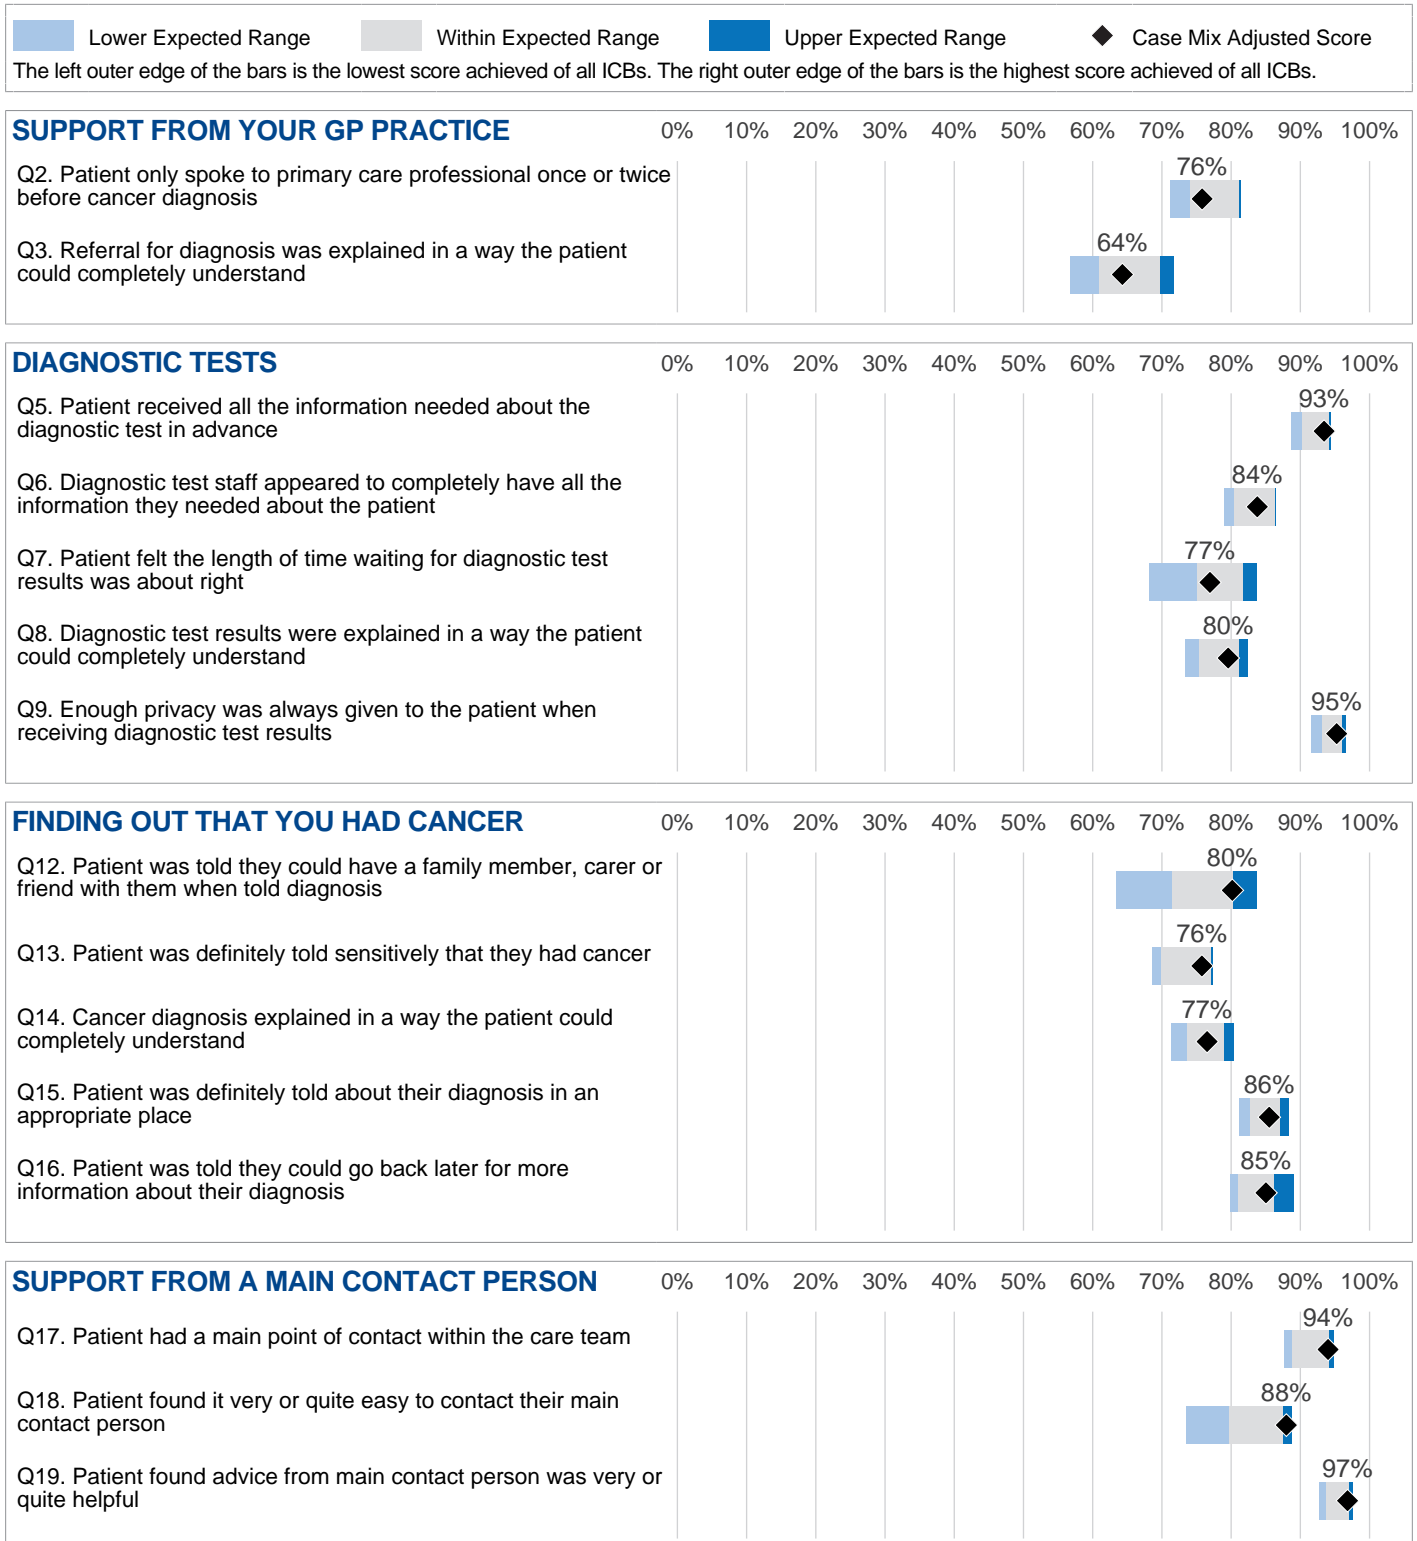 Lower Expected Range Within Expected Range Upper Expected Range Case Mix Adjusted Score
The left outer edge of the bars is the lowest score achieved of all ICBs. The right outer edge of the bars is the highest score achieved of all ICBs.
SUPPORT FROM YOUR GP PRACTICE 0% 10% 20% 30% 40% 50% 60% 70% 80% 90% 100%
Q2. Patient only spoke to primary care professional once or twice
before cancer diagnosis
76%
Q3. Referral for diagnosis was explained in a way the patient
could completely understand
64%
DIAGNOSTIC TESTS 0% 10% 20% 30% 40% 50% 60% 70% 80% 90% 100%
Q5. Patient received all the information needed about the
diagnostic test in advance
93%
Q6. Diagnostic test staff appeared to completely have all the
information they needed about the patient
84%
Q7. Patient felt the length of time waiting for diagnostic test
results was about right
77%
Q8. Diagnostic test results were explained in a way the patient
could completely understand
80%
Q9. Enough privacy was always given to the patient when
receiving diagnostic test results
95%
FINDING OUT THAT YOU HAD CANCER 0% 10% 20% 30% 40% 50% 60% 70% 80% 90% 100%
Q12. Patient was told they could have a family member, carer or
friend with them when told diagnosis
80%
Q13. Patient was definitely told sensitively that they had cancer
76%
Q14. Cancer diagnosis explained in a way the patient could
completely understand
77%
Q15. Patient was definitely told about their diagnosis in an
appropriate place
86%
Q16. Patient was told they could go back later for more
information about their diagnosis
85%
SUPPORT FROM A MAIN CONTACT PERSON 0% 10% 20% 30% 40% 50% 60% 70% 80% 90% 100%
Q17. Patient had a main point of contact within the care team
94%
Q18. Patient found it very or quite easy to contact their main
contact person
88%
Q19. Patient found advice from main contact person was very or
quite helpful
97%